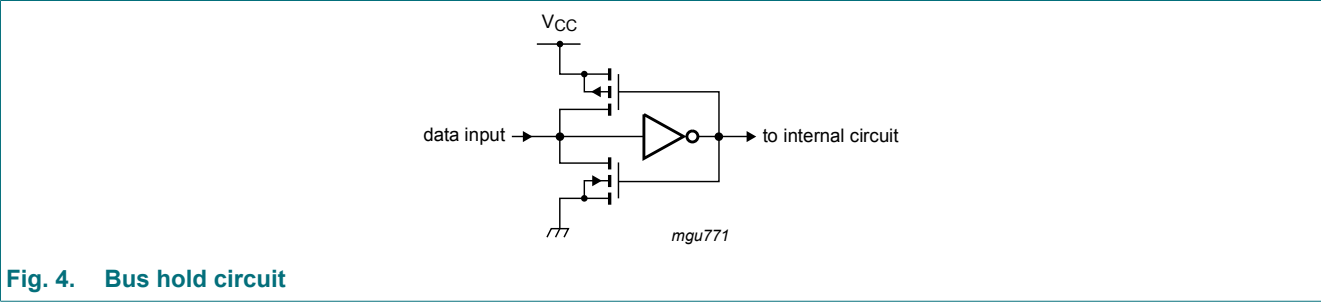 VCC
data input
to internal circuit
mgu771
Fig. 4. Bus hold circuit